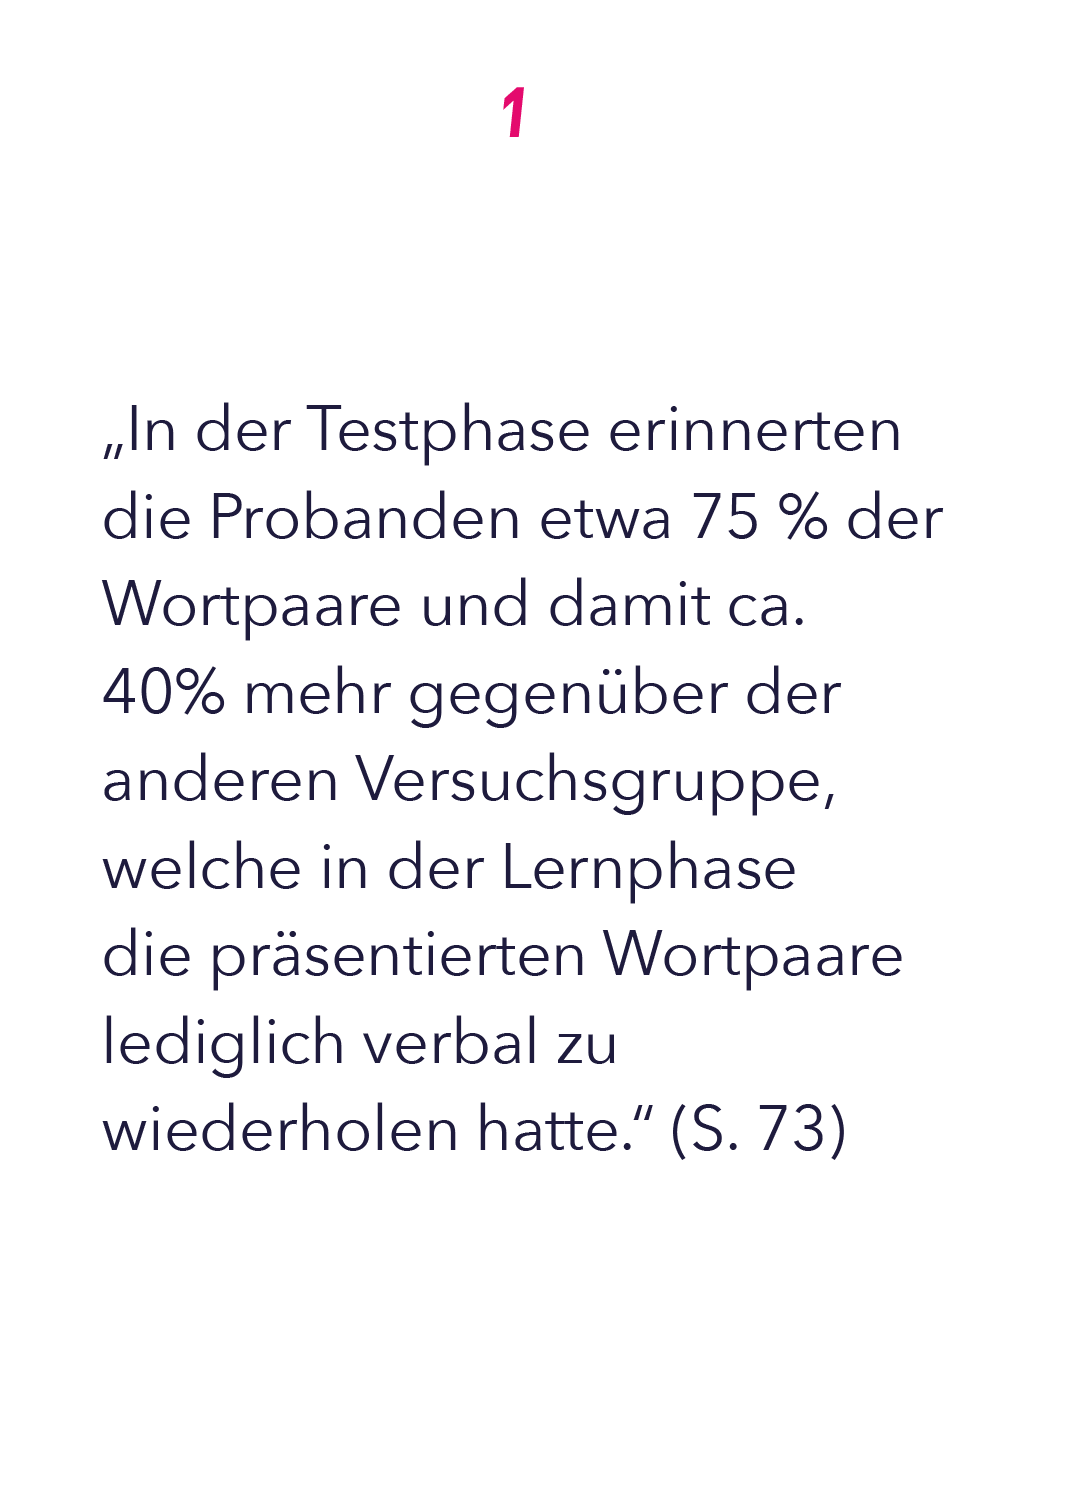 1
„In der Testphase erinnerten
die Probanden etwa 75 % der
Wortpaare und damit ca.
40% mehr gegenüber der
anderen Versuchsgruppe,
welche in der Lernphase
die präsentierten Wortpaare
lediglich verbal zu
wiederholen hatte.“ (S. 73)